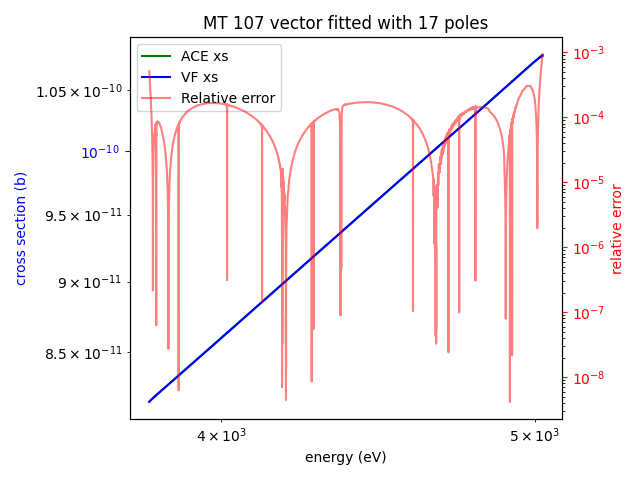 MT 107 vector fitted with 17 poles
ACE xs
VF xs
Relative error
1.05 × 10⁻¹⁰
10⁻¹⁰
9.5 × 10⁻¹¹
9 × 10⁻¹¹
8.5 × 10⁻¹¹
cross section (b)
10⁻³
10⁻⁴
10⁻⁵
10⁻⁶
10⁻⁷
10⁻⁸
relative error
4 × 10³
5 × 10³
energy (eV)